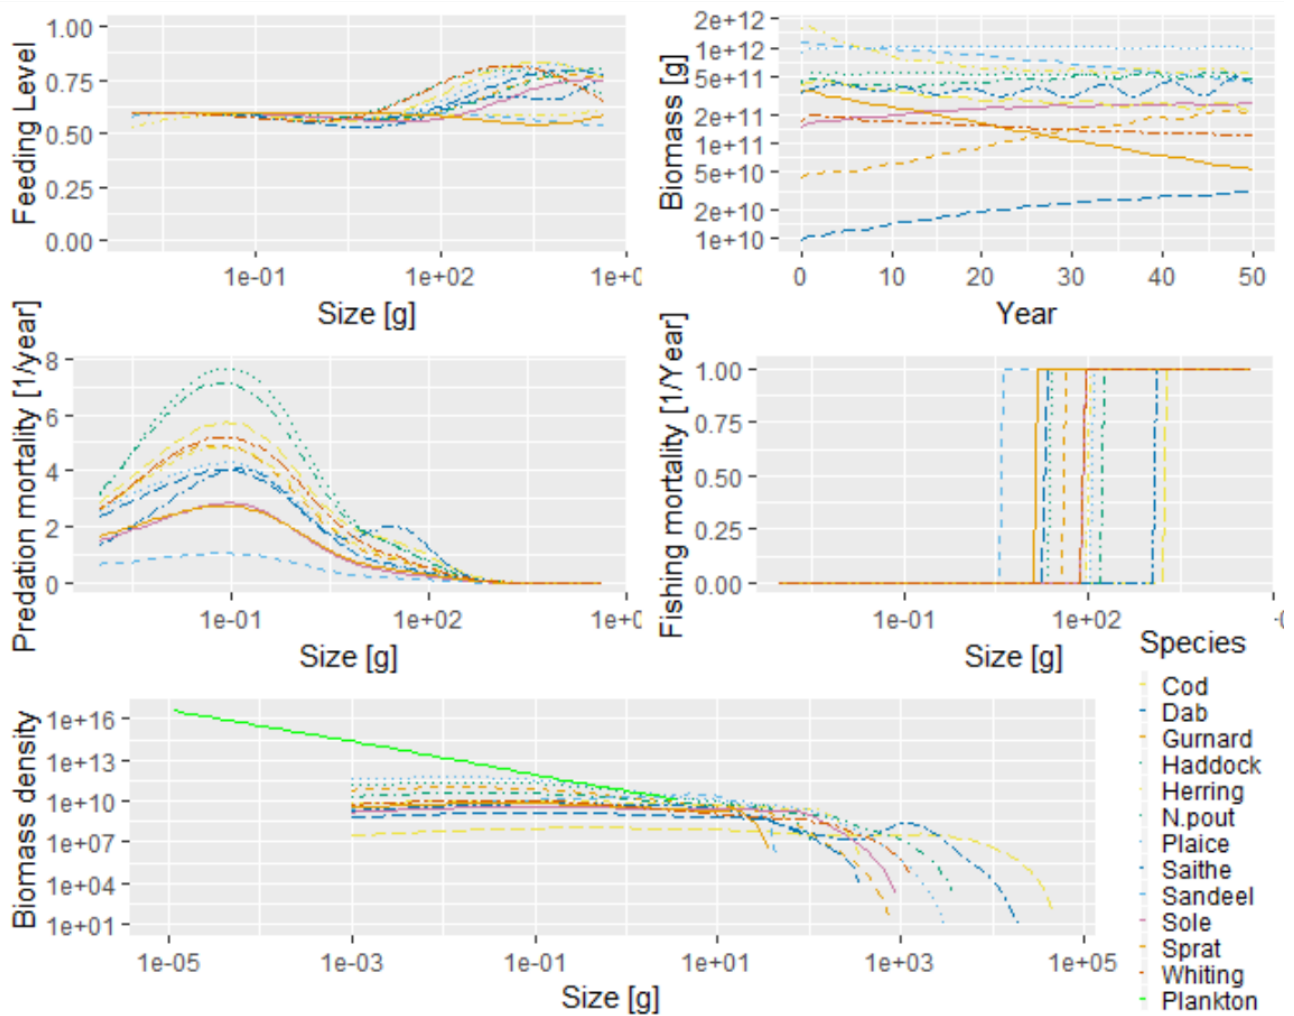 Feeding Level
1.00
0.75
0.50
0.25
0.00
1e-01
1e+02
1e+0
Size [g]
Biomass [g]
2e+12
1e+12
5e+11
2e+11
1e+11
5e+10
2e+10
1e+10
0
10
20
30
40
50
Year
Predation mortality [1/year]
8
6
4
2
0
1e-01
1e+02
1e+0
Size [g]
Fishing mortality [1/Year]
1.00
0.75
0.50
0.25
0.00
1e-01
1e+02
Size [g]
Biomass density
1e+16
1e+13
1e+10
1e+07
1e+04
1e+01
1e-05
1e-03
1e-01
1e+01
1e+03
1e+05
Size [g]
Species
Cod
Dab
Gurnard
Haddock
Herring
N.pout
Plaice
Saithe
Sandeel
Sole
Sprat
Whiting
Plankton